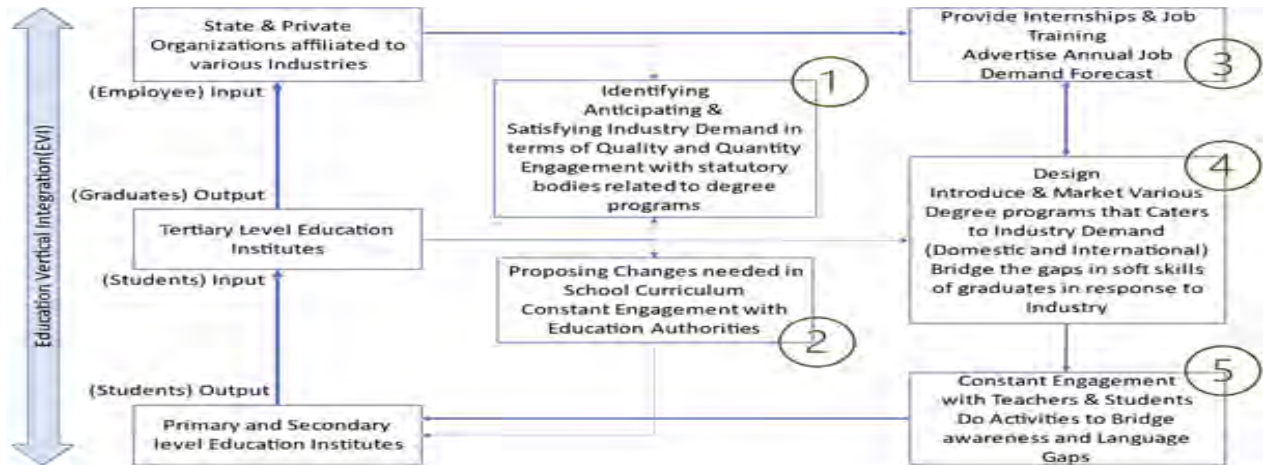 Education Vertical Integration(EVI)
State & Private
Organizations affiliated to
various Industries
(Employee) Input
(Graduates) Output
Tertiary Level Education
Institutes
(Students) Input
(Students) Output
Primary and Secondary
level Education Institutes
1
Identifying
Anticipating &
Satisfying Industry Demand in
terms of Quality and Quantity
Engagement with statutory
bodies related to degree
programs
Proposing Changes needed in
School Curriculum
Constant Engagement with
Education Authorities
2
Provide Internships & Job
Training
Advertise Annual Job
Demand Forecast
3
4
Design
Introduce & Market Various
Degree programs that Caters
to Industry Demand
(Domestic and International)
Bridge the gaps in soft skills
of graduates in response to
Industry
5
Constant Engagement
with Teachers & Students
Do Activities to Bridge
awareness and Language
Gaps